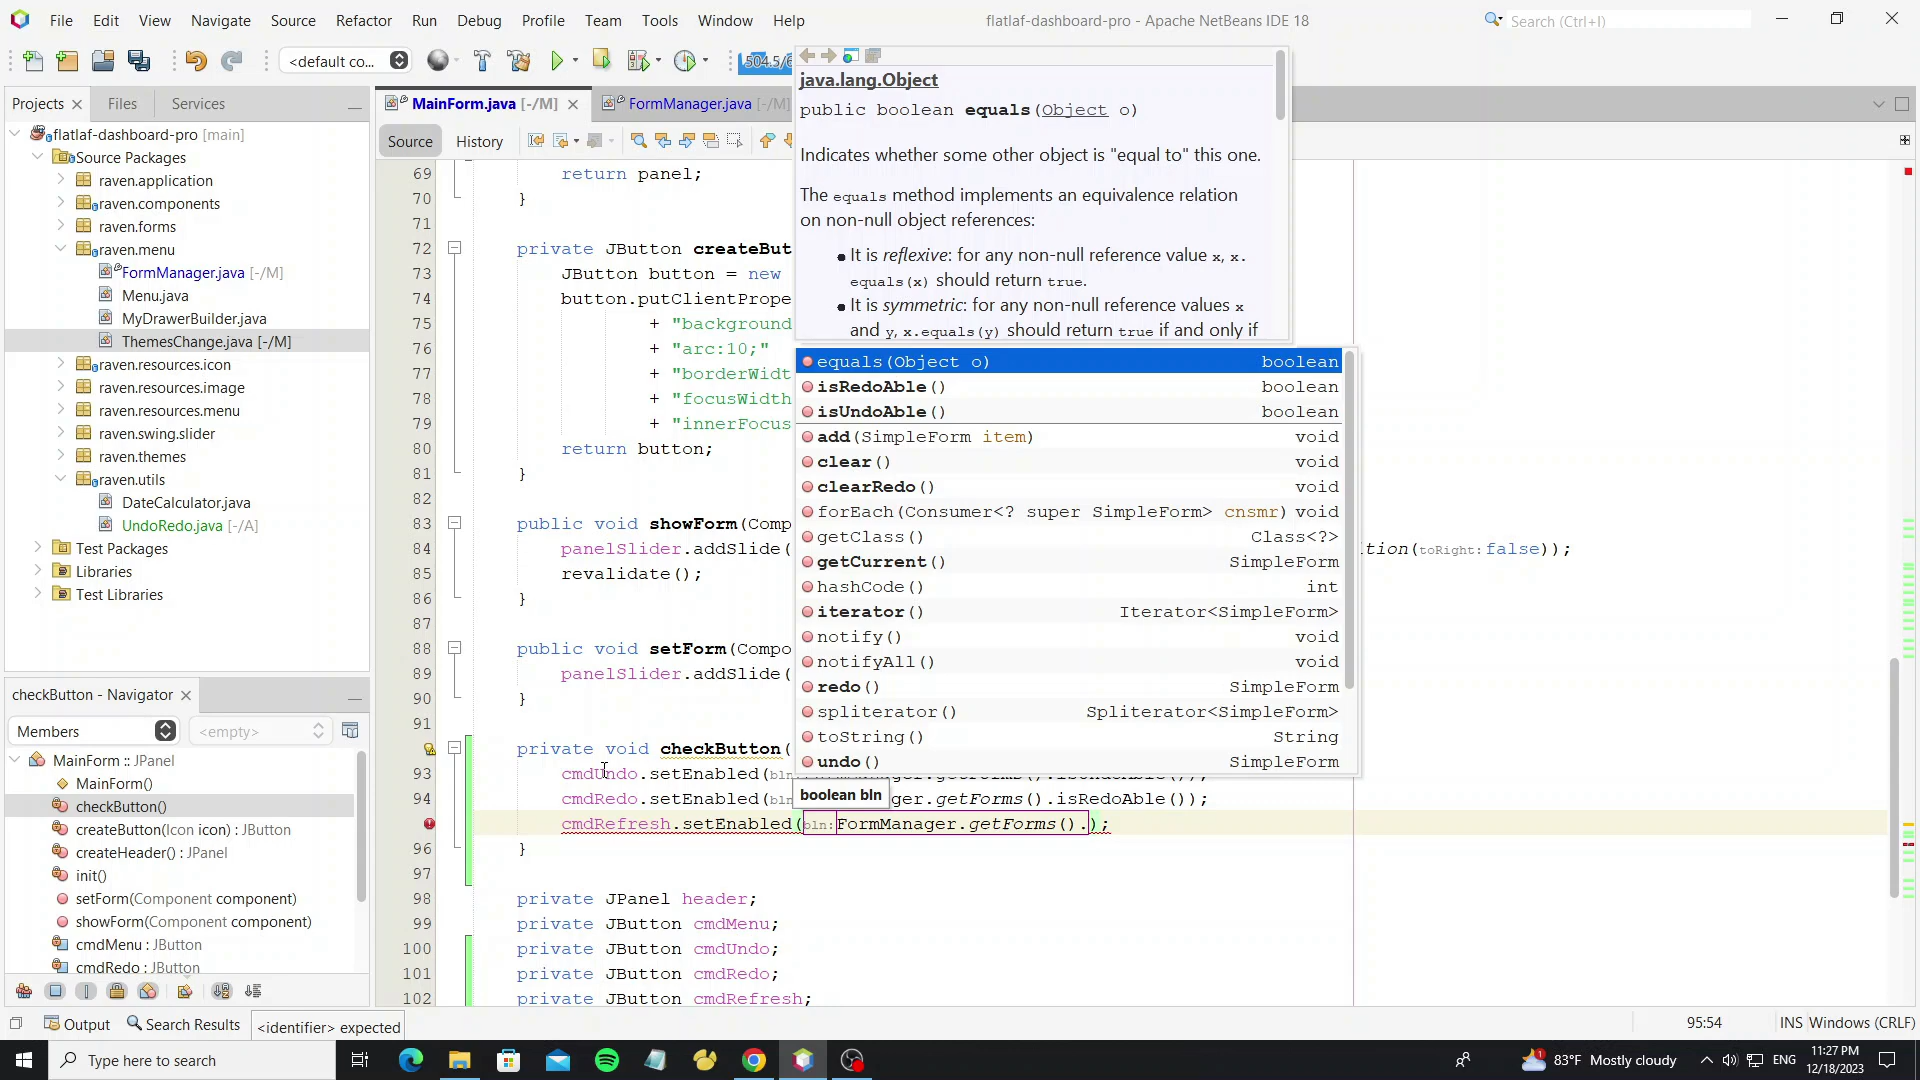 File Edit View Navigate Source Refactor Run Debug Profile Team Tools Window Help
flatlaf-dashboard-pro - Apache NetBeans IDE 18
Search (Ctrl+I)
<default co...
504.5/6
Projects Files Services
MainForm.java [-/M]
FormManager.java [-/M]
Source History
flatlaf-dashboard-pro [main]
Source Packages
raven.application
raven.components
raven.forms
raven.menu
FormManager.java [-/M]
Menu.java
MyDrawerBuilder.java
ThemesChange.java [-/M]
raven.resources.icon
raven.resources.image
raven.resources.menu
raven.swing.slider
raven.themes
raven.utils
DateCalculator.java
UndoRedo.java [-/A]
Test Packages
Libraries
Test Libraries
checkButton - Navigator
Members <empty>
MainForm :: JPanel
MainForm()
checkButton()
createButton(Icon icon) : JButton
createHeader() : JPanel
init()
setForm(Component component)
showForm(Component component)
cmdMenu : JButton
cmdRedo : JButton
69 return panel;
70 }
71
72 private JButton createBut
73 JButton button = new
74 button.putClientPrope
75 + "background
76 + "arc:10;"
77 + "borderWidt
78 + "focusWidth
79 + "innerFocus
80 return button;
81 }
82
83 public void showForm(Comp
84 panelSlider.addSlide( ition(toRight:false));
85 revalidate();
86 }
87
88 public void setForm(Compo
89 panelSlider.addSlide(
90 }
91
private void checkButton(
93 cmdUndo.setEnabled(bln:
94 cmdRedo.setEnabled(bln ger.getForms().isRedoAble());
cmdRefresh.setEnabled(bln:FormManager.getForms().);
96 }
97
98 private JPanel header;
99 private JButton cmdMenu;
100 private JButton cmdUndo;
101 private JButton cmdRedo;
102 private JButton cmdRefresh;
java.lang.Object
public boolean equals(Object o)
Indicates whether some other object is "equal to" this one.
The equals method implements an equivalence relation
on non-null object references:
It is reflexive: for any non-null reference value x, x.
equals(x) should return true.
It is symmetric: for any non-null reference values x
and y, x.equals(y) should return true if and only if
equals(Object o) boolean
isRedoAble() boolean
isUndoAble() boolean
add(SimpleForm item) void
clear() void
clearRedo() void
forEach(Consumer<? super SimpleForm> cnsmr) void
getClass() Class<?>
getCurrent() SimpleForm
hashCode() int
iterator() Iterator<SimpleForm>
notify() void
notifyAll() void
redo() SimpleForm
spliterator() Spliterator<SimpleForm>
toString() String
undo() SimpleForm
boolean bln
Output Search Results <identifier> expected
95:54 INS Windows (CRLF)
Type here to search
83°F Mostly cloudy
ENG
11:27 PM
12/18/2023